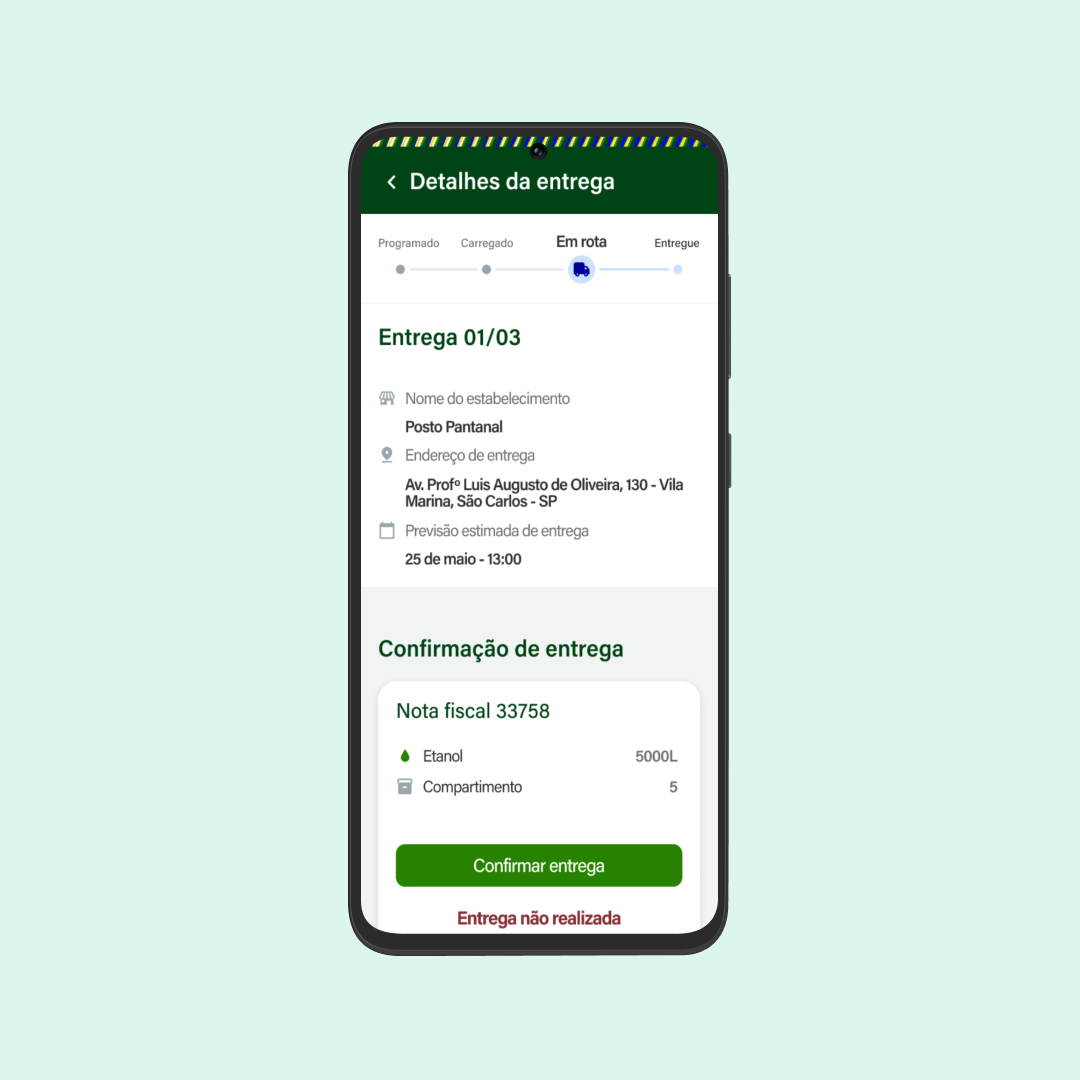 Detalhes da entrega
Programado Carregado Em rota Entregue
Entrega 01/03
Nome do estabelecimento
Posto Pantanal
Endereço de entrega
Av. Profº Luis Augusto de Oliveira, 130 - Vila
Marina, São Carlos - SP
Previsão estimada de entrega
25 de maio - 13:00
Confirmação de entrega
Nota fiscal 33758
Etanol 5000L
Compartimento 5
Confirmar entrega
Entrega não realizada